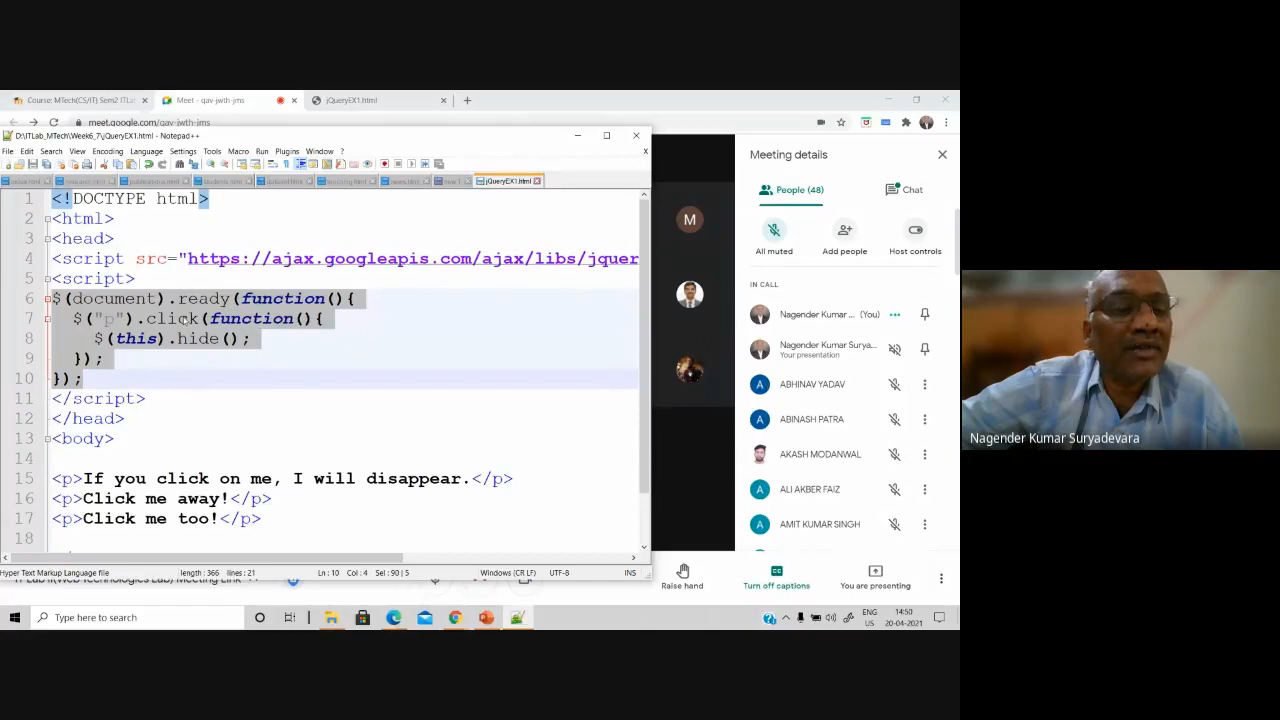 Course: MTech(CS/IT) Sem2 ITLa
Meet - qav-jwth-jms
jQueryEX1.html
meet.google.com/qav-jwth-jms
D:\ITLab_MTech\Week6_7\jQueryEX1.html - Notepad++
File Edit Search View Encoding Language Settings Tools Macro Run Plugins Window ?
jQueryEX1.html
1 <!DOCTYPE html>
2 <html>
3 <head>
4 <script src="https://ajax.googleapis.com/ajax/libs/jquer
5 <script>
6 $(document).ready(function(){
7 $("p").click(function(){
8 $(this).hide();
9 });
10 });
11 </script>
12 </head>
13 <body>
14
15 <p>If you click on me, I will disappear.</p>
16 <p>Click me away!</p>
17 <p>Click me too!</p>
18
Hyper Text Markup Language file length : 366 lines : 21 Ln : 10 Col : 4 Sel : 90 | 5 Windows (CR LF) UTF-8 INS
M
Meeting details
People (48)
Chat
All muted
Add people
Host controls
IN CALL
Nagender Kumar ... (You)
Nagender Kumar Surya...
Your presentation
A ABHINAV YADAV
A ABINASH PATRA
AKASH MODANWAL
A ALI AKBER FAIZ
A AMIT KUMAR SINGH
Raise hand
Turn off captions
You are presenting
Type here to search
ENG
US
14:50
20-04-2021
Nagender Kumar Suryadevara